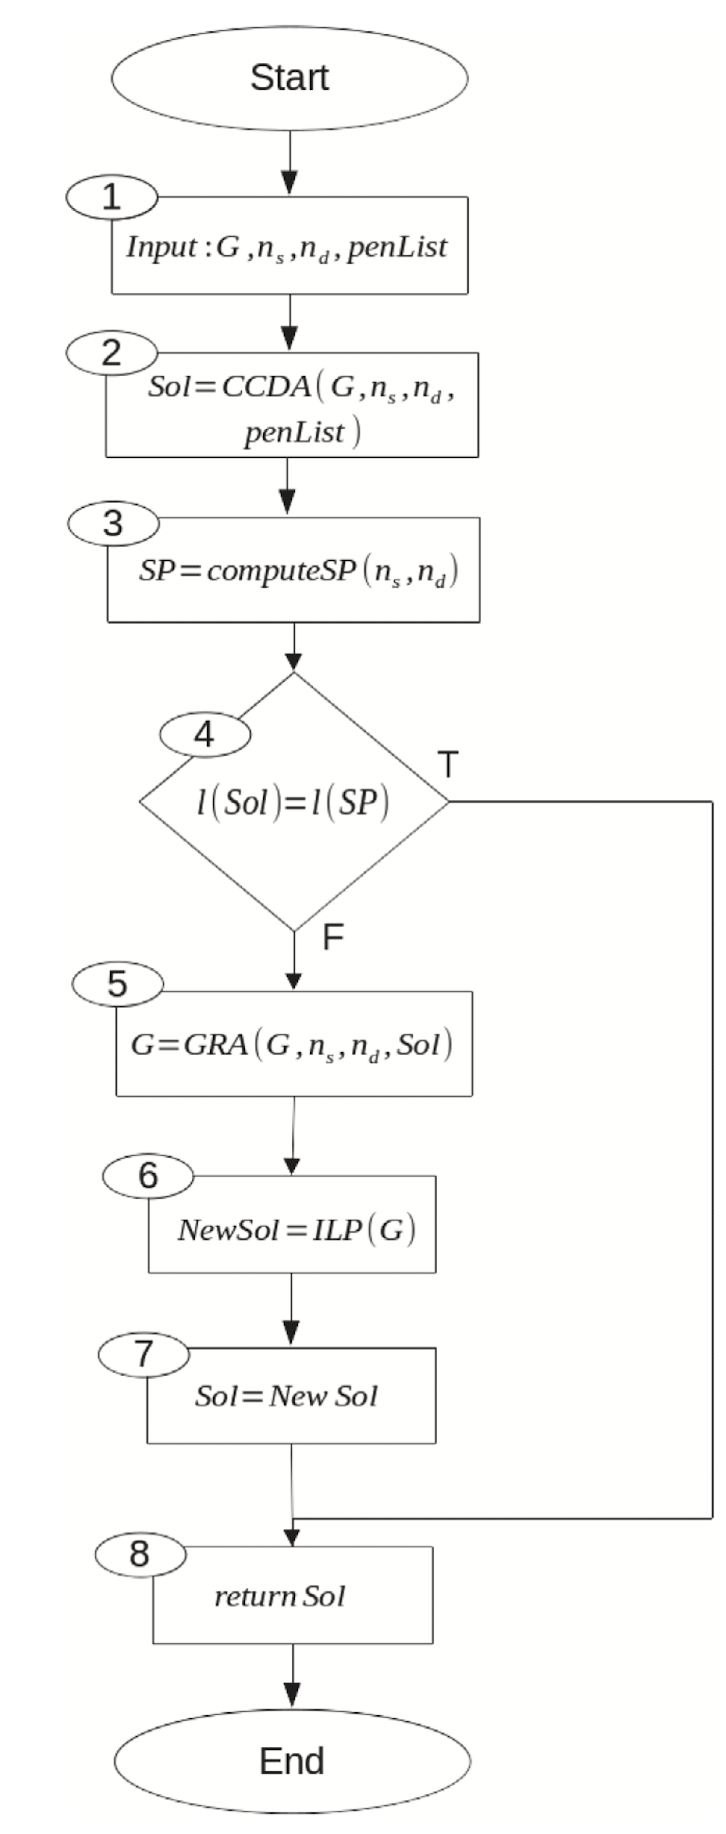 Start
1
Input : G ,n_s ,n_d , penList
2
Sol=CCDA( G ,n_s ,n_d ,
penList )
3
SP=computeSP(n_s ,n_d)
4
T
l(Sol)=l(SP)
F
5
G=GRA(G ,n_s ,n_d , Sol)
6
NewSol=ILP(G)
7
Sol=New Sol
8
return Sol
End